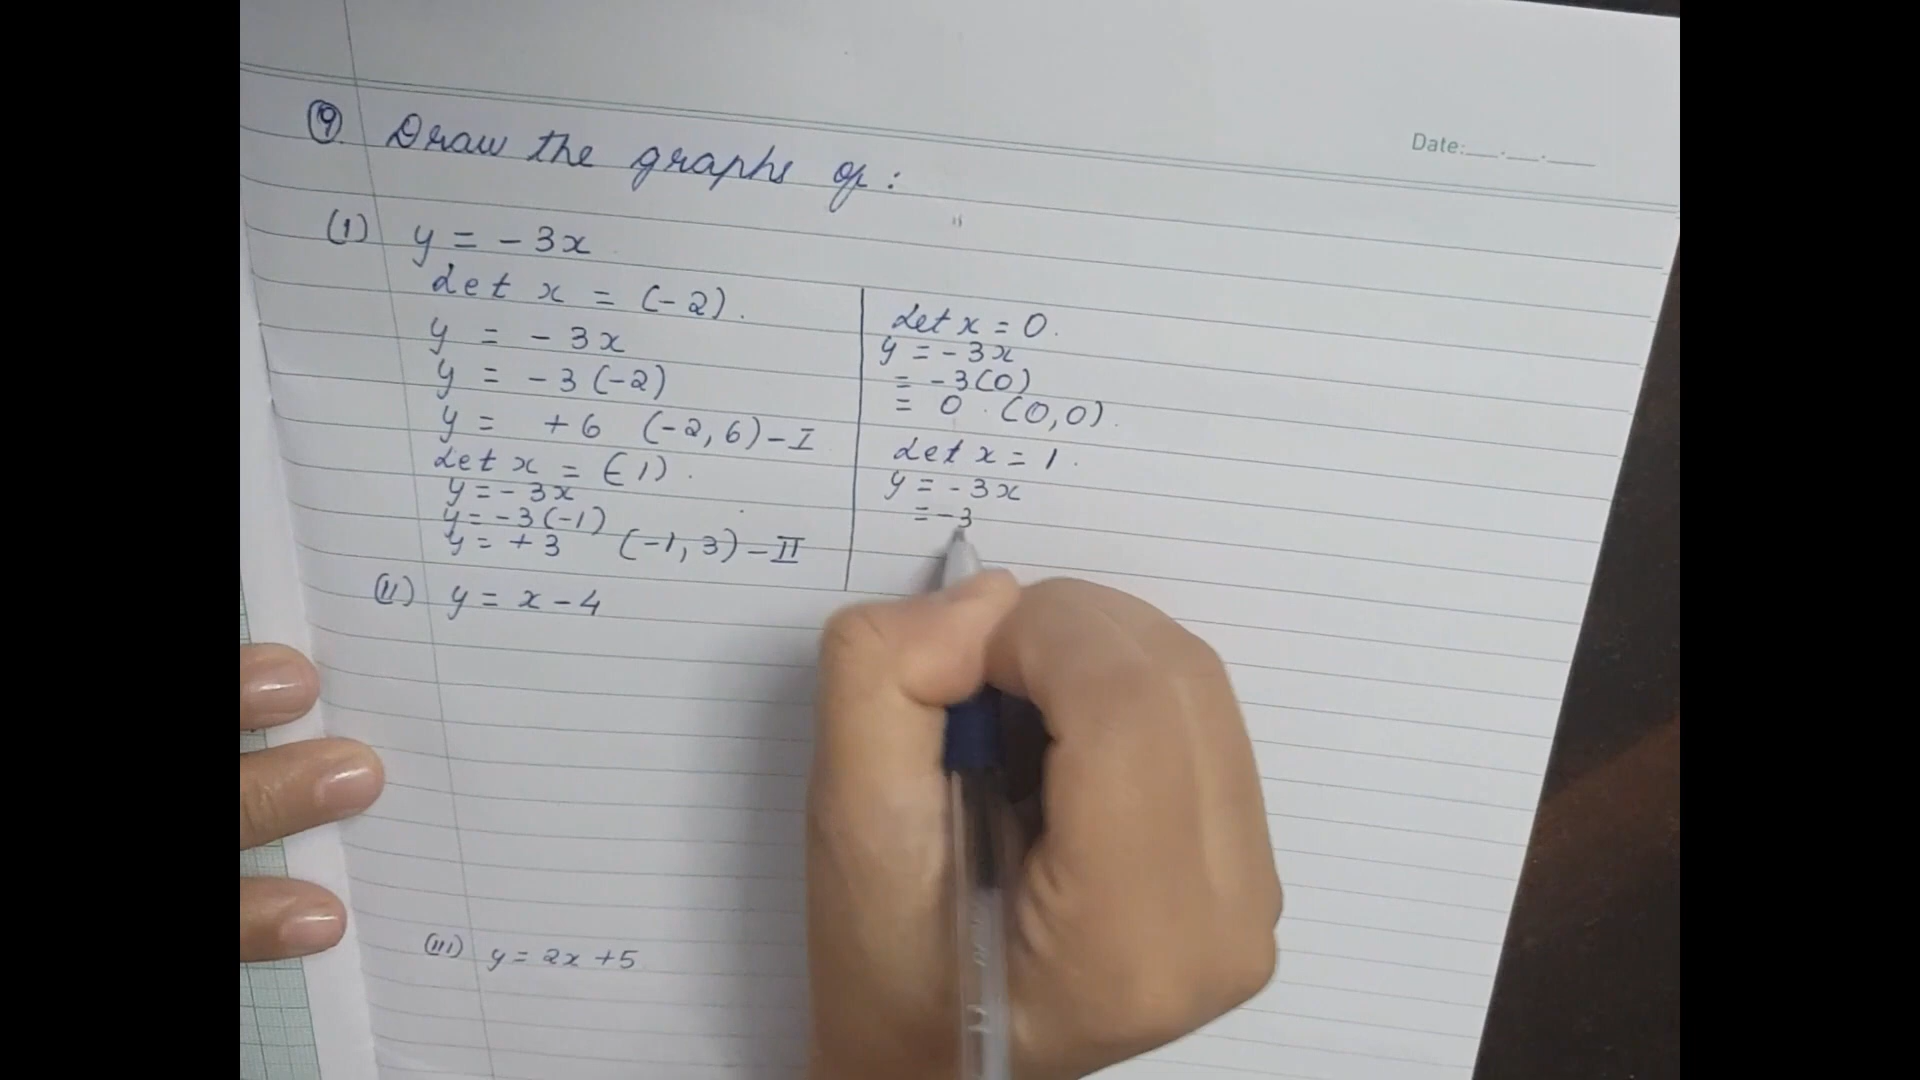 9 Draw the graphs of :
Date:__.__.__
(1) y = - 3x
Let x = (-2).
y = - 3x
y = - 3 (-2)
y = + 6 (-2, 6) - I
Let x = (-1).
y = - 3x
y = - 3 (-1)
y = + 3 (-1, 3) - II
Let x = 0.
y = - 3x
= - 3(0)
= 0 . (0,0).
Let x = 1.
y = - 3x
= - 3
(ii) y = x - 4
(iii) y = 2x + 5